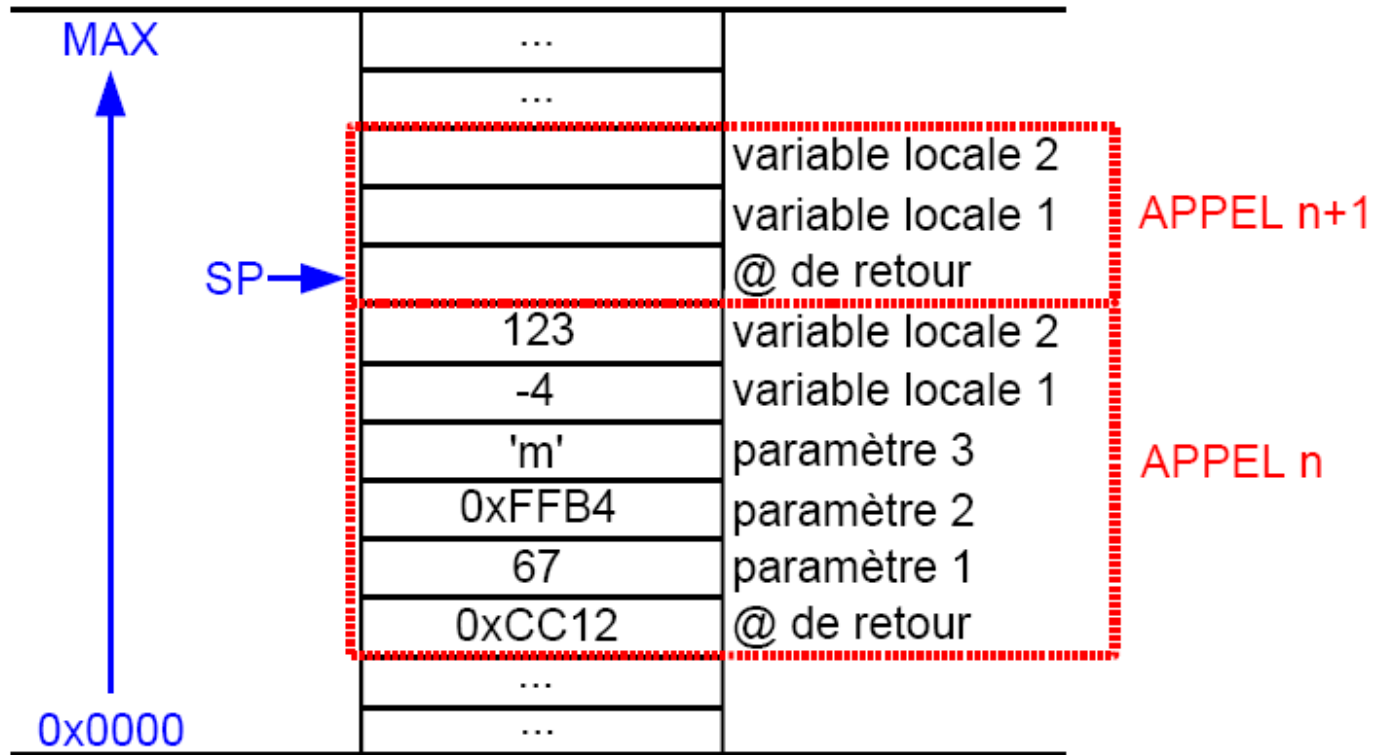 MAX
...
...
variable locale 2
variable locale 1
APPEL n+1
SP
@ de retour
123 variable locale 2
-4 variable locale 1
'm' paramètre 3
APPEL n
0xFFB4 paramètre 2
67 paramètre 1
0xCC12 @ de retour
...
0x0000 ...